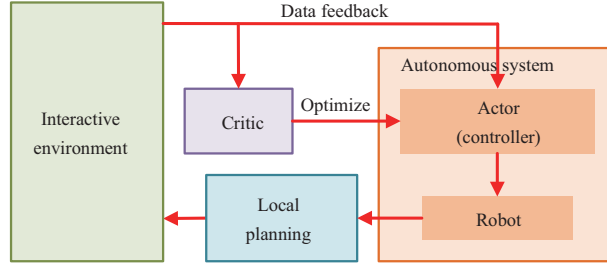 Data feedback
Autonomous system
Interactive
environment
Critic
Optimize
Actor
(controller)
Local
planning
Robot